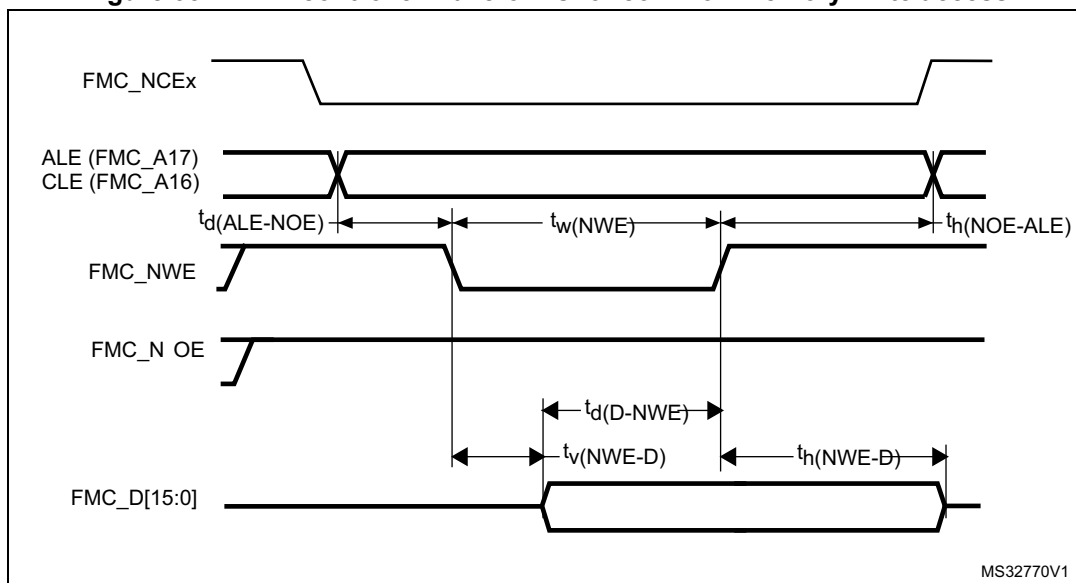 FMC_NCEx
ALE (FMC_A17)
CLE (FMC_A16)
td(ALE-NOE)
tw(NWE)
th(NOE-ALE)
FMC_NWE
FMC_N OE
td(D-NWE)
tv(NWE-D)
th(NWE-D)
FMC_D[15:0]
MS32770V1